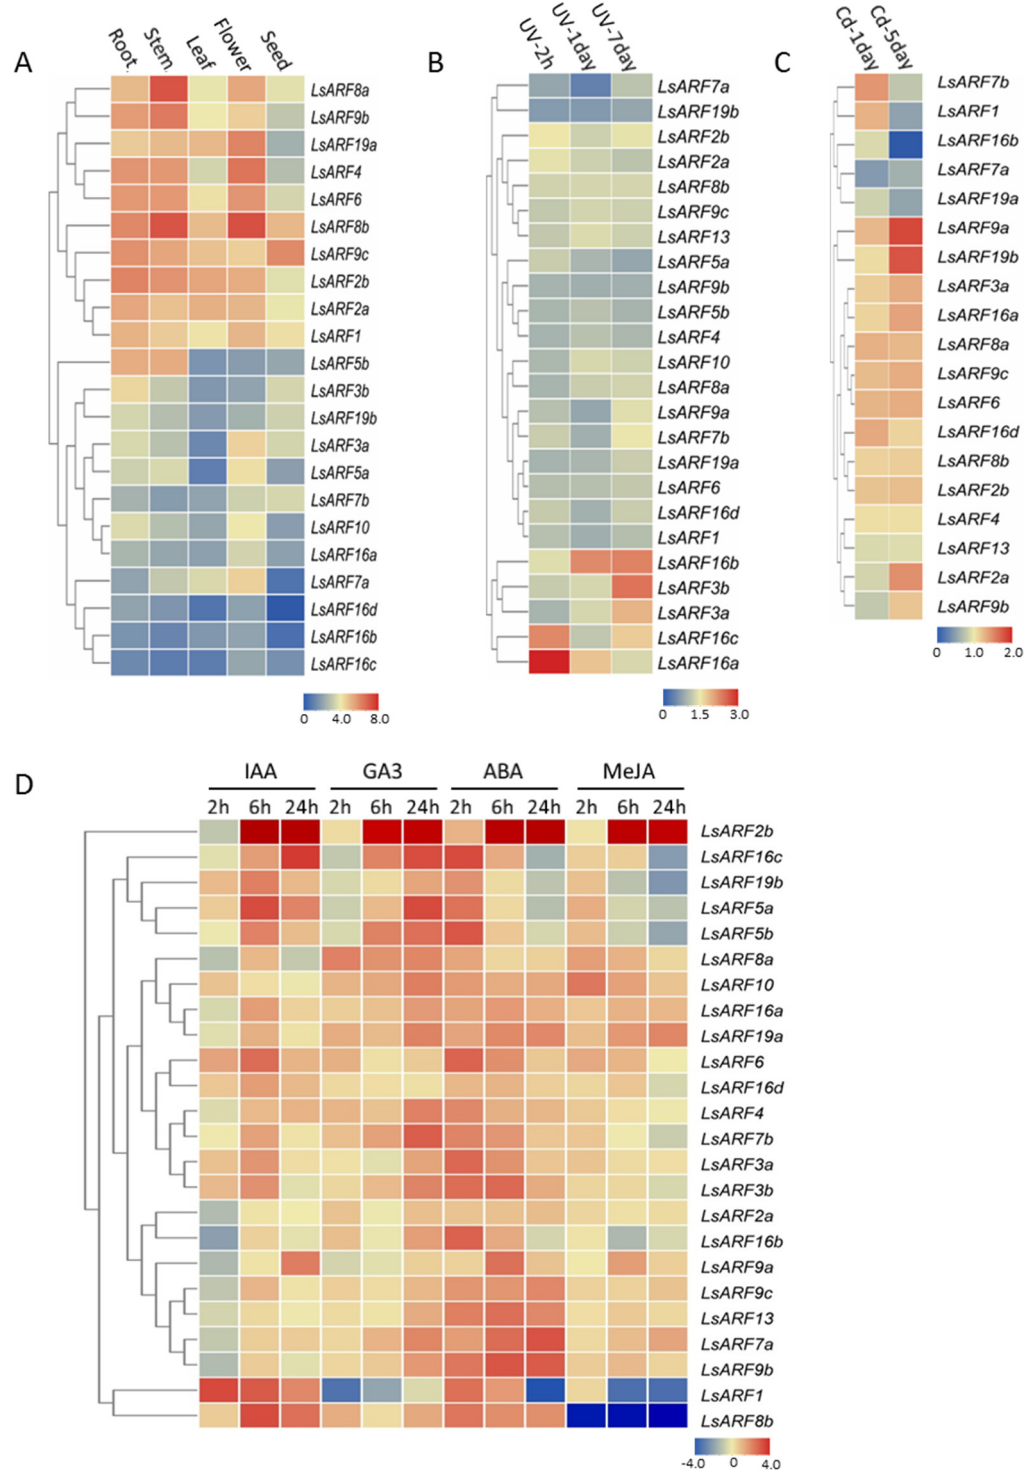 A
Root
Stem
Leaf
Flower
Seed
LsARF8a
LsARF9b
LsARF19a
LsARF4
LsARF6
LsARF8b
LsARF9c
LsARF2b
LsARF2a
LsARF1
LsARF5b
LsARF3b
LsARF19b
LsARF3a
LsARF5a
LsARF7b
LsARF10
LsARF16a
LsARF7a
LsARF16d
LsARF16b
LsARF16c
0 4.0 8.0
B
UV-2h
UV-1day
UV-7day
LsARF7a
LsARF19b
LsARF2b
LsARF2a
LsARF8b
LsARF9c
LsARF13
LsARF5a
LsARF9b
LsARF5b
LsARF4
LsARF10
LsARF8a
LsARF9a
LsARF7b
LsARF19a
LsARF6
LsARF16d
LsARF1
LsARF16b
LsARF3b
LsARF3a
LsARF16c
LsARF16a
0 1.5 3.0
C
Cd-1day
Cd-5day
LsARF7b
LsARF1
LsARF16b
LsARF7a
LsARF19a
LsARF9a
LsARF19b
LsARF3a
LsARF16a
LsARF8a
LsARF9c
LsARF6
LsARF16d
LsARF8b
LsARF2b
LsARF4
LsARF13
LsARF2a
LsARF9b
0 1.0 2.0
D
IAA GA3 ABA MeJA
2h 6h 24h 2h 6h 24h 2h 6h 24h 2h 6h 24h
LsARF2b
LsARF16c
LsARF19b
LsARF5a
LsARF5b
LsARF8a
LsARF10
LsARF16a
LsARF19a
LsARF6
LsARF16d
LsARF4
LsARF7b
LsARF3a
LsARF3b
LsARF2a
LsARF16b
LsARF9a
LsARF9c
LsARF13
LsARF7a
LsARF9b
LsARF1
LsARF8b
-4.0 0 4.0